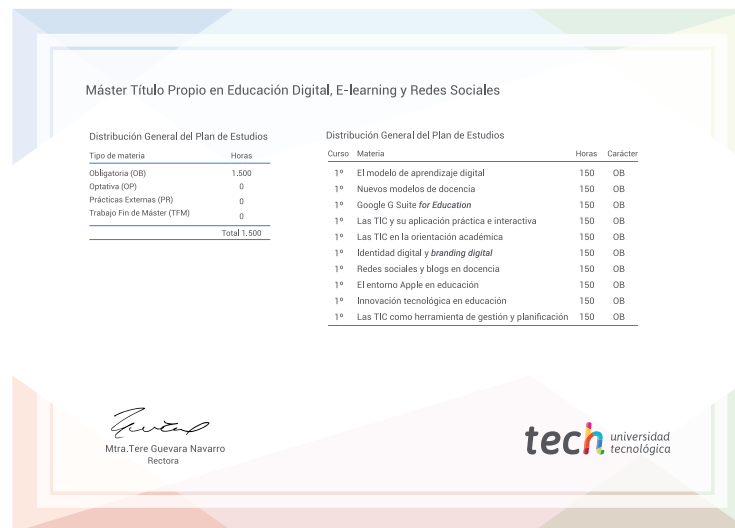 Máster Título Propio en Educación Digital, E-learning y Redes Sociales
Distribución General del Plan de Estudios
Tipo de materia Horas
Obligatoria (OB) 1.500
Optativa (OP) 0
Prácticas Externas (PR) 0
Trabajo Fin de Máster (TFM) 0
Total 1.500
Distribución General del Plan de Estudios
Curso Materia Horas Carácter
1º El modelo de aprendizaje digital 150 OB
1º Nuevos modelos de docencia 150 OB
1º Google G Suite for Education 150 OB
1º Las TIC y su aplicación práctica e interactiva 150 OB
1º Las TIC en la orientación académica 150 OB
1º Identidad digital y branding digital 150 OB
1º Redes sociales y blogs en docencia 150 OB
1º El entorno Apple en educación 150 OB
1º Innovación tecnológica en educación 150 OB
1º Las TIC como herramienta de gestión y planificación 150 OB
Mtra.Tere Guevara Navarro
Rectora
tech universidad
tecnológica